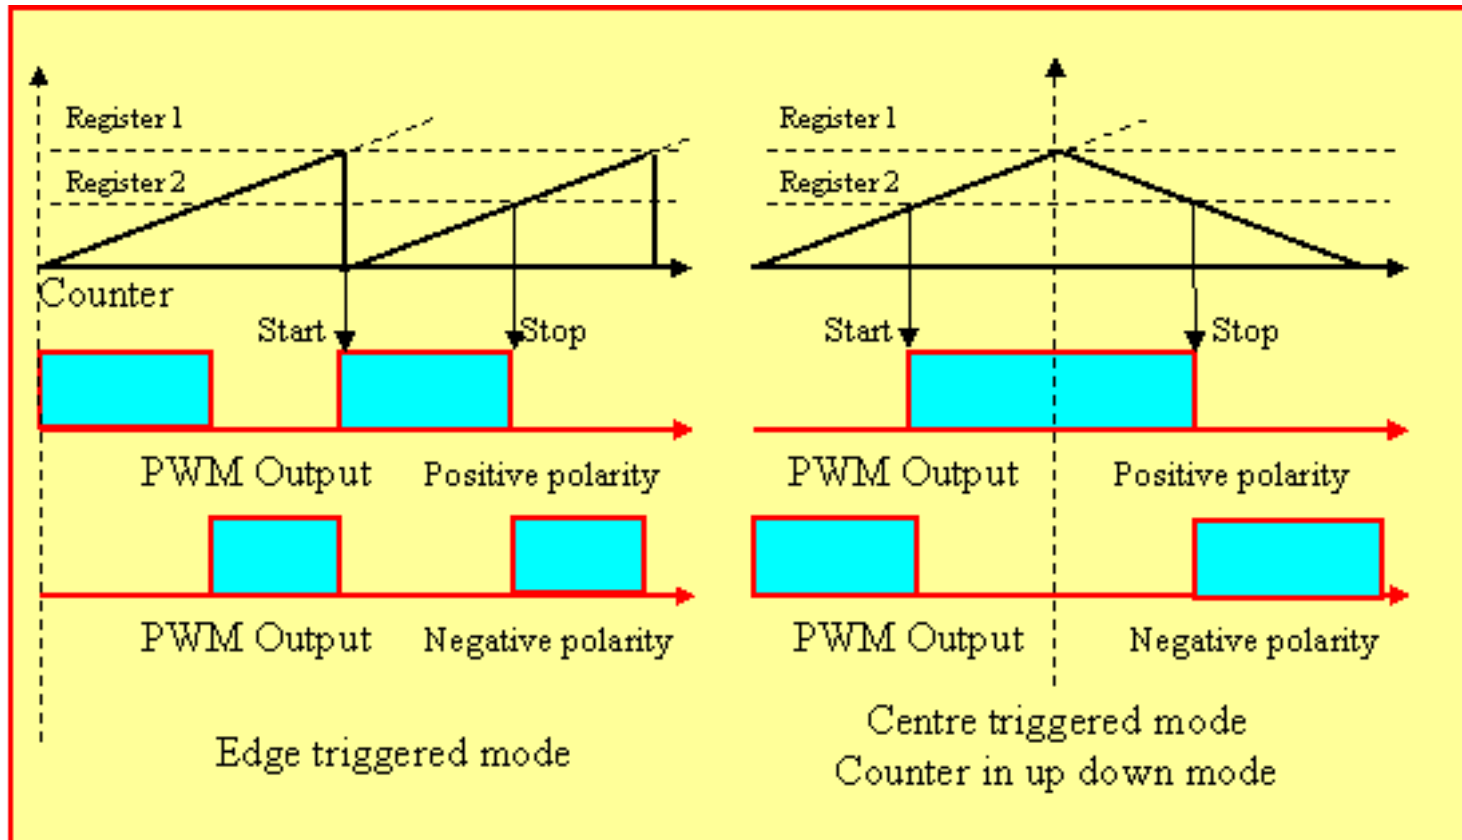 Register 1
Register 2
Counter
Start
Stop
PWM Output
Positive polarity
PWM Output
Negative polarity
Edge triggered mode
Register 1
Register 2
Start
Stop
PWM Output
Positive polarity
PWM Output
Negative polarity
Centre triggered mode
Counter in up down mode